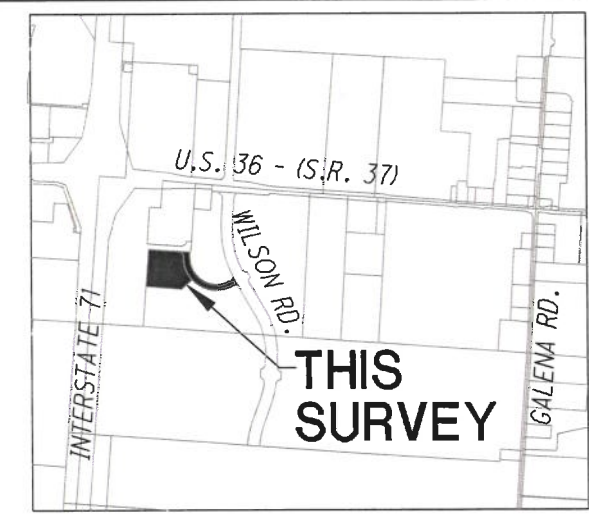 U.S. 36 - (S.R. 37)
WILSON RD.
INTERSTATE 71
THIS
SURVEY
GALENA RD.